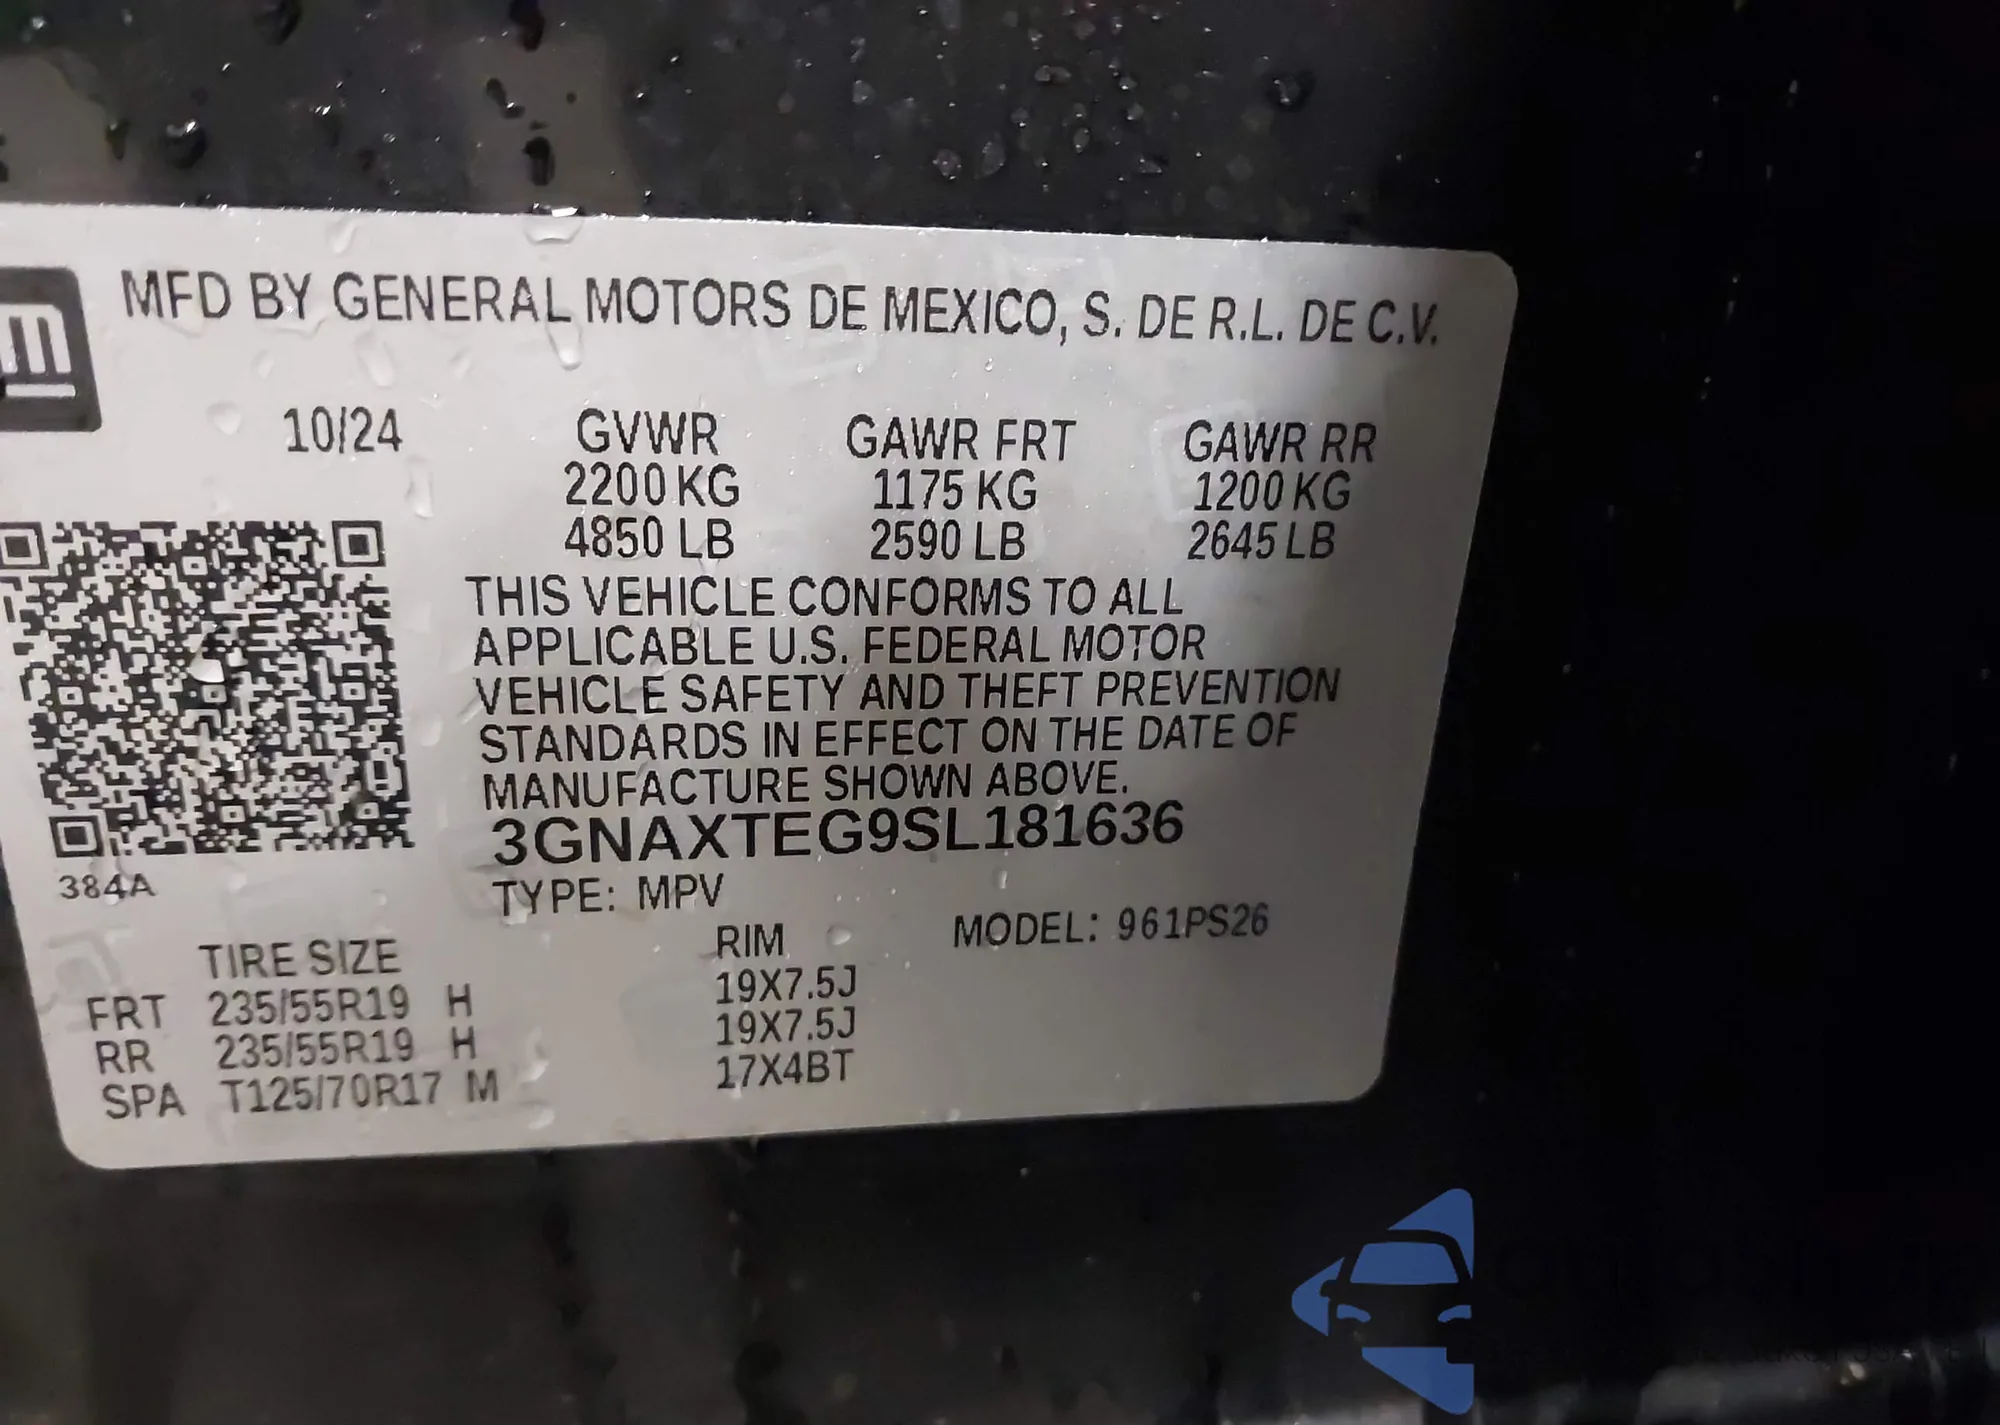 MFD BY GENERAL MOTORS DE MEXICO, S. DE R.L. DE C.V.
10/24 GVWR GAWR FRT GAWR RR
2200 KG 1175 KG 1200 KG
4850 LB 2590 LB 2645 LB
THIS VEHICLE CONFORMS TO ALL
APPLICABLE U.S. FEDERAL MOTOR
VEHICLE SAFETY AND THEFT PREVENTION
STANDARDS IN EFFECT ON THE DATE OF
MANUFACTURE SHOWN ABOVE.
3GNAXTEG9SL181636
384A
TYPE: MPV
MODEL: 961PS26
TIRE SIZE RIM
FRT 235/55R19 H 19X7.5J
RR 235/55R19 H 19X7.5J
SPA T125/70R17 M 17X4BT